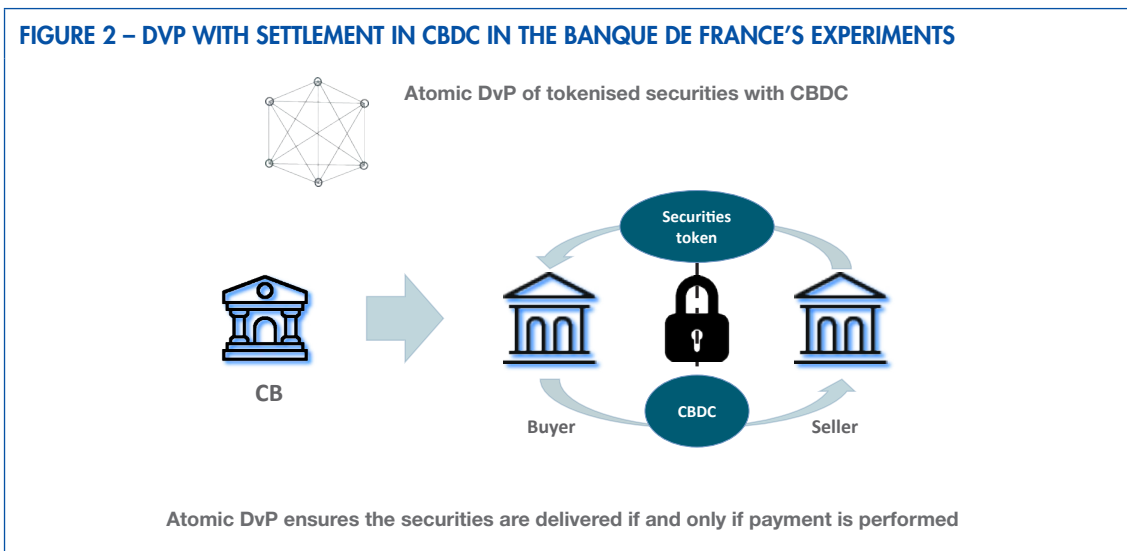 FIGURE 2 – DVP WITH SETTLEMENT IN CBDC IN THE BANQUE DE FRANCE'S EXPERIMENTS
Atomic DvP of tokenised securities with CBDC
Securities
token
CB
CBDC
Buyer
Seller
Atomic DvP ensures the securities are delivered if and only if payment is performed